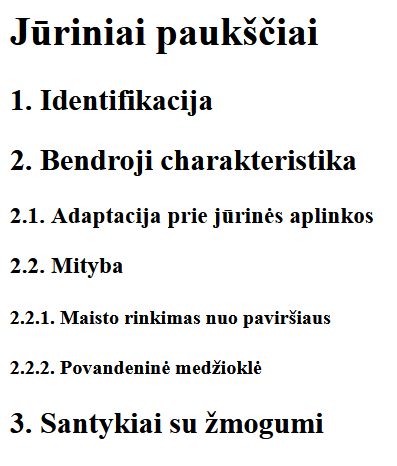 Jūriniai paukščiai
1. Identifikacija
2. Bendroji charakteristika
2.1. Adaptacija prie jūrinės aplinkos
2.2. Mityba
2.2.1. Maisto rinkimas nuo paviršiaus
2.2.2. Povandeninė medžioklė
3. Santykiai su žmogumi